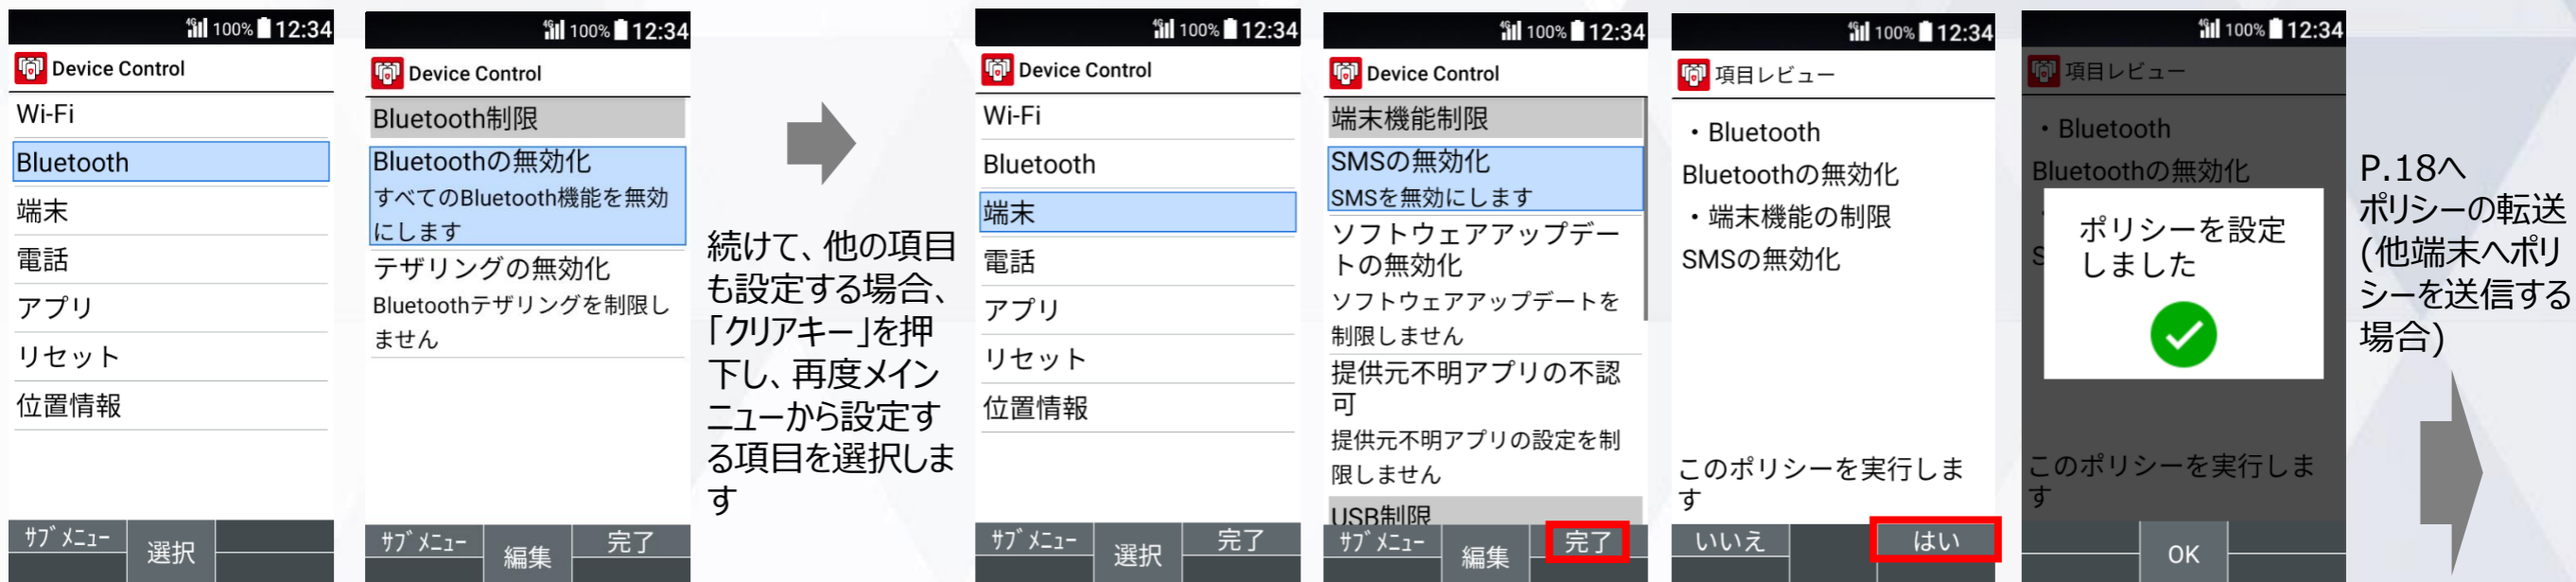 4G 100% 12:34
Device Control
Wi-Fi
Bluetooth
端末
電話
アプリ
リセット
位置情報
ｻﾌﾞﾒﾆｭｰ
選択
4G 100% 12:34
Device Control
Bluetooth制限
Bluetoothの無効化
すべてのBluetooth機能を無効
にします
テザリングの無効化
Bluetoothテザリングを制限し
ません
ｻﾌﾞﾒﾆｭｰ
編集
完了
続けて、他の項目
も設定する場合、
「クリアキー」を押
下し、再度メイン
ニューから設定す
る項目を選択しま
す
4G 100% 12:34
Device Control
Wi-Fi
Bluetooth
端末
電話
アプリ
リセット
位置情報
ｻﾌﾞﾒﾆｭｰ
選択
完了
4G 100% 12:34
Device Control
端末機能制限
SMSの無効化
SMSを無効にします
ソフトウェアアップデー
トの無効化
ソフトウェアアップデートを
制限しません
提供元不明アプリの不認
可
提供元不明アプリの設定を制
限しません
USB制限
ｻﾌﾞﾒﾆｭｰ
編集
完了
4G 100% 12:34
項目レビュー
・Bluetooth
Bluetoothの無効化
・端末機能の制限
SMSの無効化
このポリシーを実行しま
す
いいえ
はい
4G 100% 12:34
項目レビュー
・Bluetooth
Bluetoothの無効化
・
S
ポリシーを設定
しました
このポリシーを実行しま
す
OK
P.18へ
ポリシーの転送
(他端末へポリ
シーを送信する
場合)